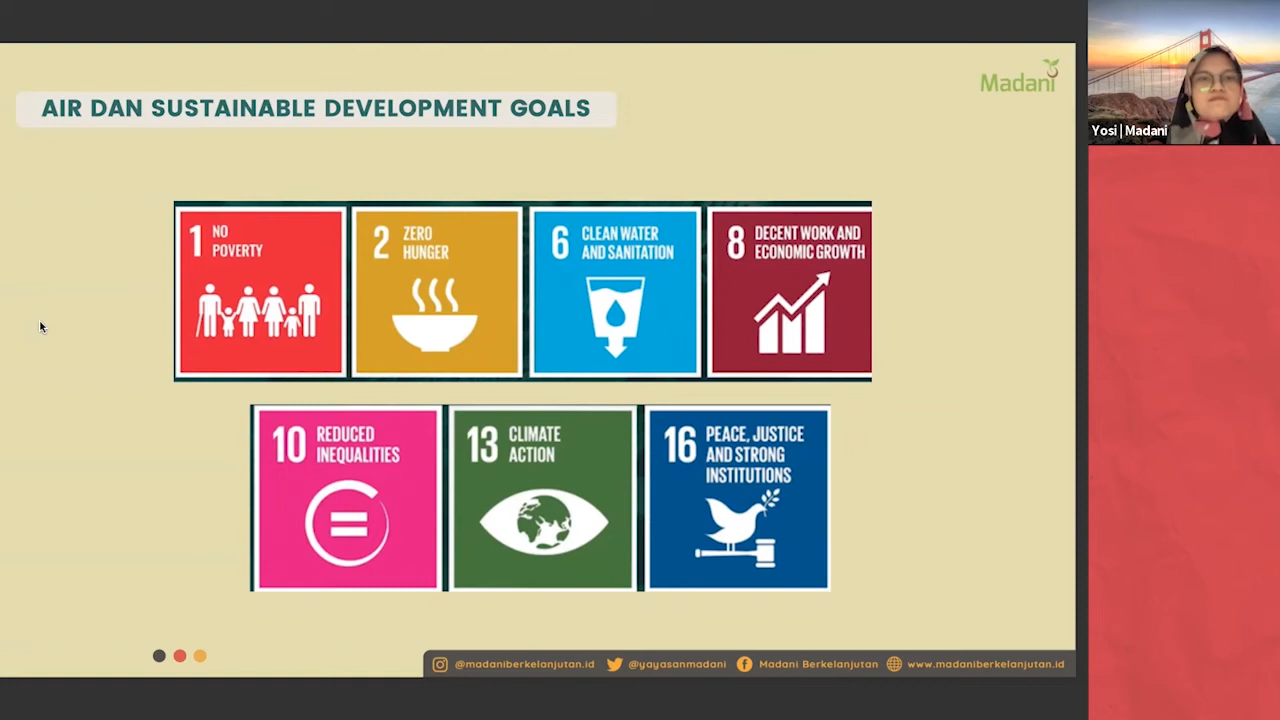 Madani
AIR DAN SUSTAINABLE DEVELOPMENT GOALS
Yosi | Madani
1 NO
POVERTY
2 ZERO
HUNGER
6 CLEAN WATER
AND SANITATION
8 DECENT WORK AND
ECONOMIC GROWTH
10 REDUCED
INEQUALITIES
13 CLIMATE
ACTION
16 PEACE, JUSTICE
AND STRONG
INSTITUTIONS
@madaniberkelanjutan.id @yayasanmadani Madani Berkelanjutan www.madaniberkelanjutan.id